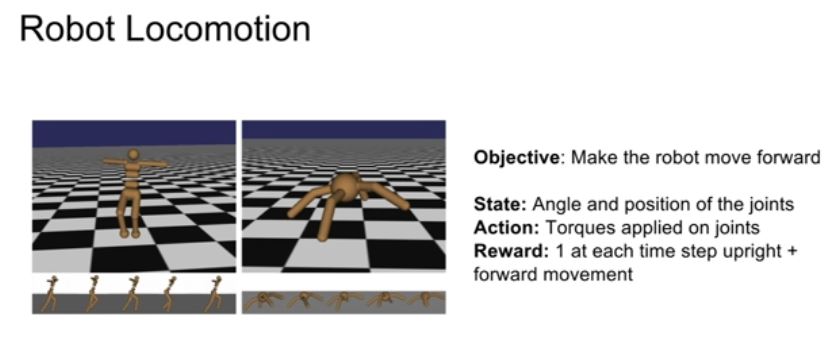 Robot Locomotion
Objective: Make the robot move forward
State: Angle and position of the joints
Action: Torques applied on joints
Reward: 1 at each time step upright +
forward movement